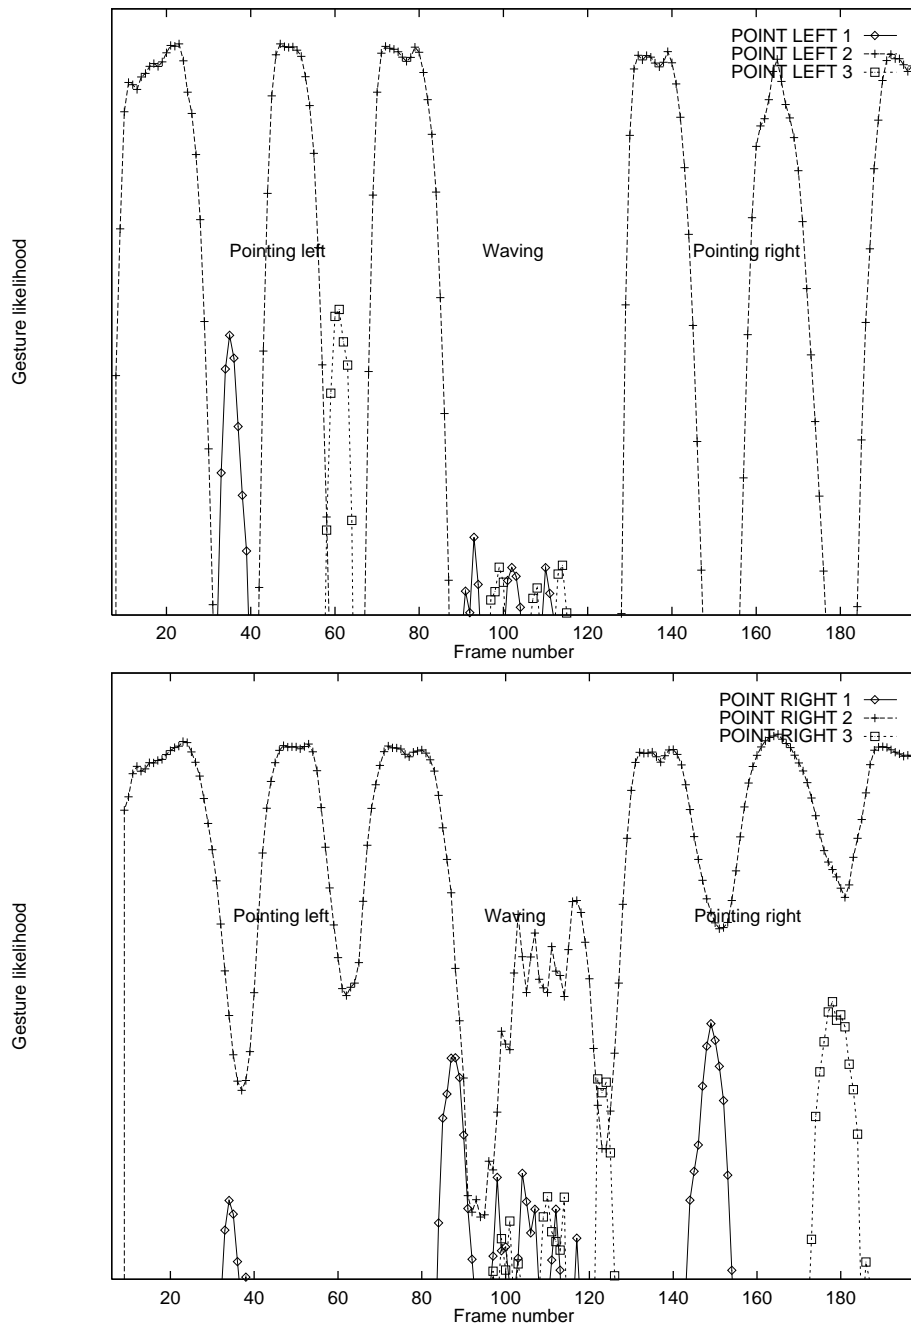 POINT LEFT 1
POINT LEFT 2
POINT LEFT 3
Pointing left
Waving
Pointing right
Gesture likelihood
20 40 60 80 100 120 140 160 180
Frame number
POINT RIGHT 1
POINT RIGHT 2
POINT RIGHT 3
Pointing left
Waving
Pointing right
Gesture likelihood
20 40 60 80 100 120 140 160 180
Frame number